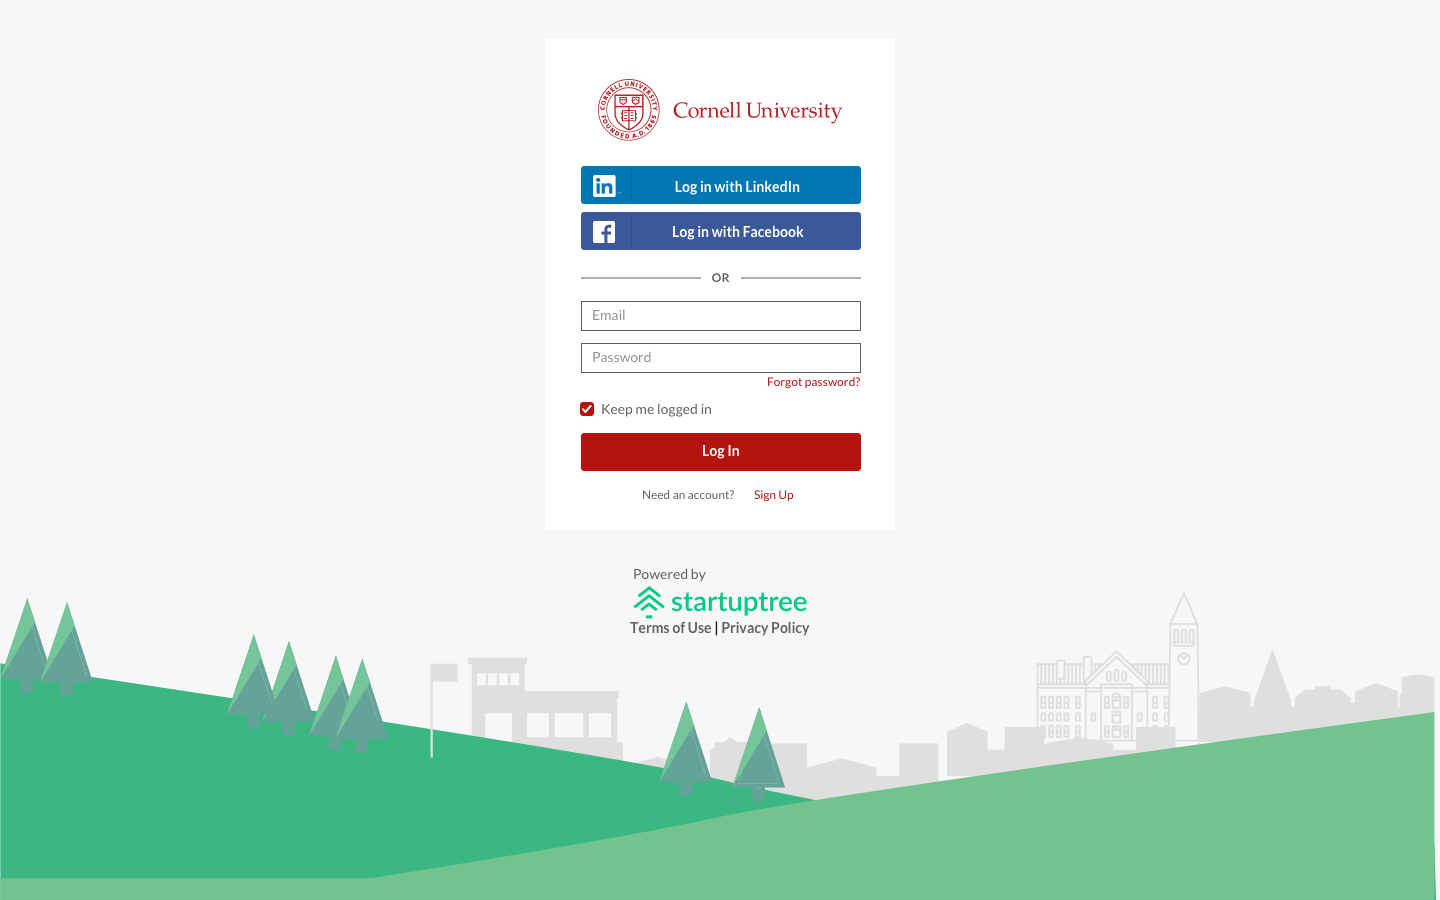 CORNELL UNIVERSITY
FOUNDED A.D. 1865
Cornell University
in
Log in with LinkedIn
f
Log in with Facebook
OR
Email
Password
Forgot password?
Keep me logged in
Log In
Need an account? Sign Up
Powered by
startuptree
Terms of Use | Privacy Policy